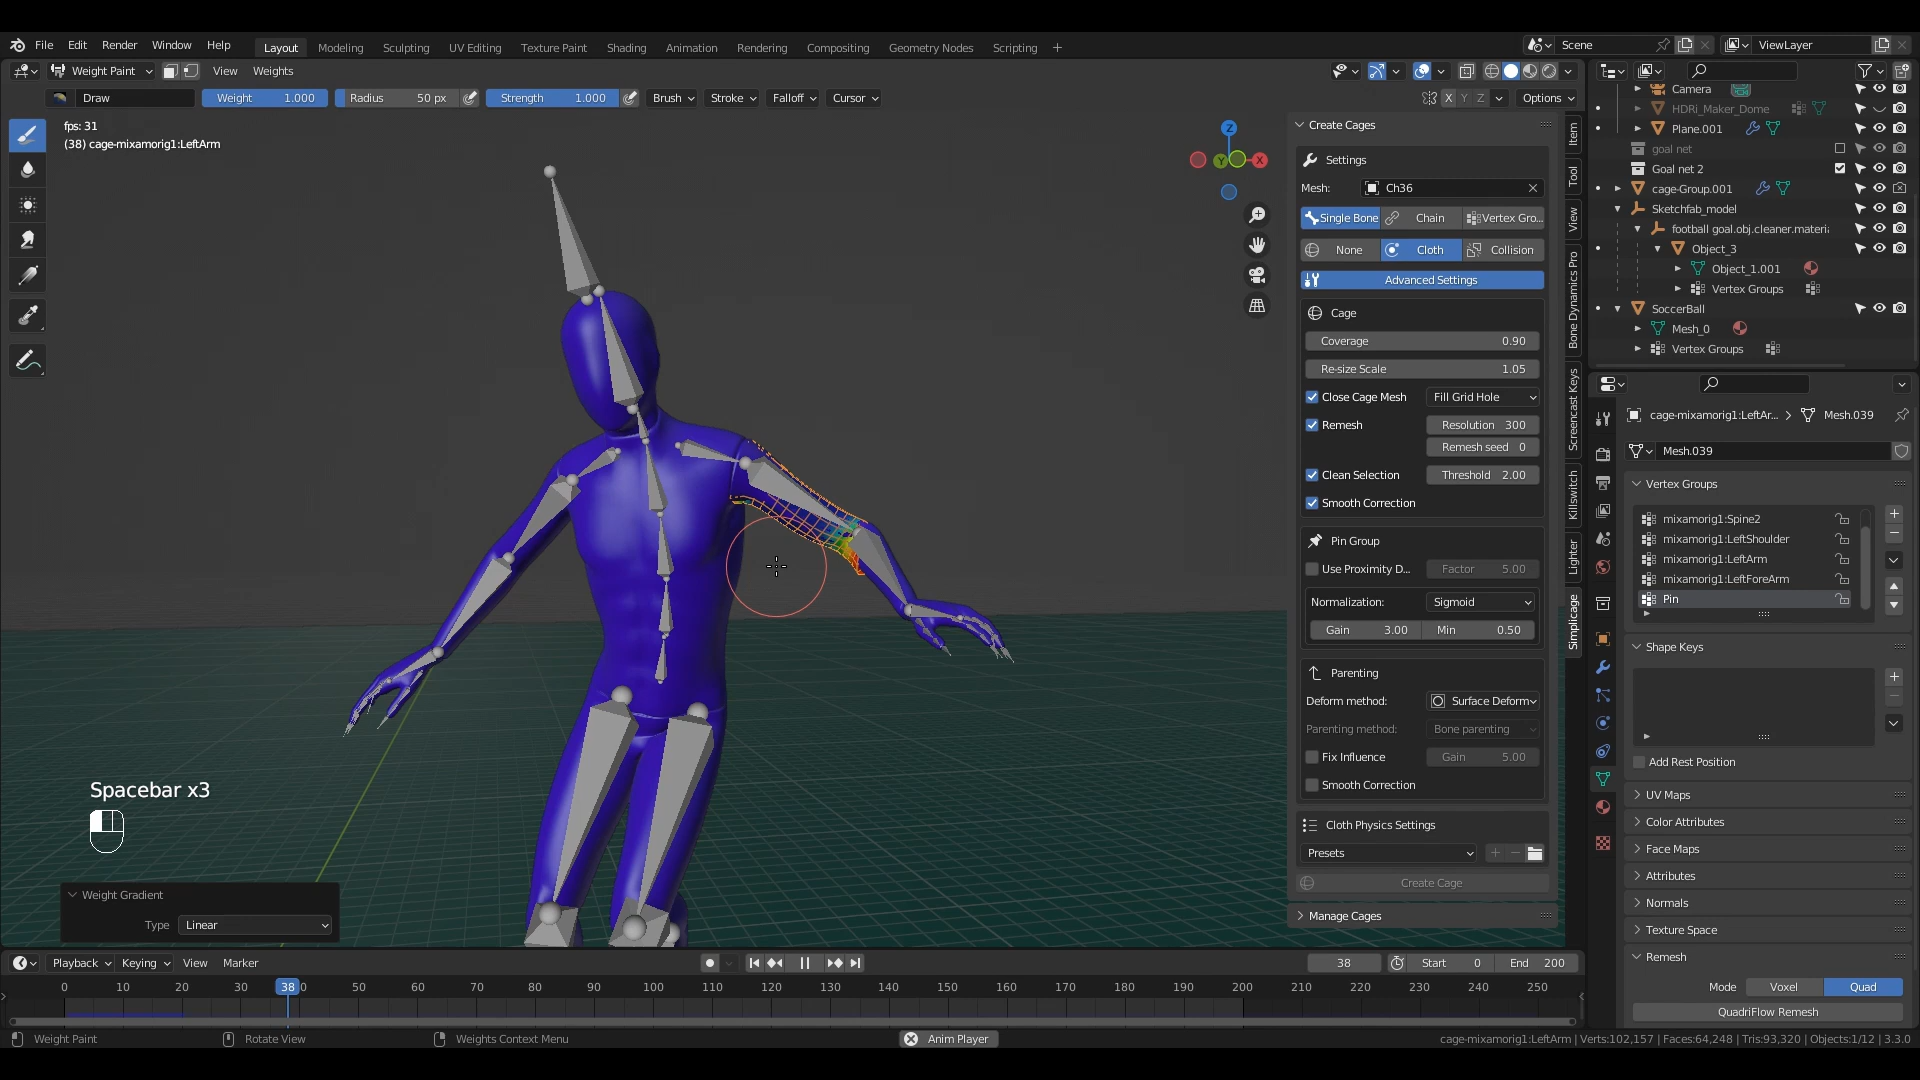 File Edit Render Window Help Layout Modeling Sculpting UV Editing Texture Paint Shading Animation Rendering Compositing Geometry Nodes Scripting + Scene ViewLayer
Weight Paint View Weights
Draw Weight 1.000 Radius 50 px Strength 1.000 Brush Stroke Falloff Cursor X Y Z Options
fps: 31
(38) cage-mixamorig1:LeftArm
Z
Y X
Create Cages
Settings
Mesh: Ch36
Single Bone Chain Vertex Gro...
None Cloth Collision
Advanced Settings
Cage
Coverage 0.90
Re-size Scale 1.05
Close Cage Mesh Fill Grid Hole
Remesh Resolution 300
Remesh seed 0
Clean Selection Threshold 2.00
Smooth Correction
Pin Group
Use Proximity D... Factor 5.00
Normalization: Sigmoid
Gain 3.00 Min 0.50
Parenting
Deform method: Surface Deform
Parenting method: Bone parenting
Fix Influence Gain 5.00
Smooth Correction
Cloth Physics Settings
Presets
Create Cage
Manage Cages
Item
Tool
View
Bone Dynamics Pro
Screencast Keys
Killswitch
Lighter
Simplicage
Camera
HDRi_Maker_Dome
Plane.001
goal net
Goal net 2
cage-Group.001
Sketchfab_model
football goal.obj.cleaner.materi
Object_3
Object_1.001
Vertex Groups
SoccerBall
Mesh_0
Vertex Groups
cage-mixamorig1:LeftAr... Mesh.039
Mesh.039
Vertex Groups
mixamorig1:Spine2
mixamorig1:LeftShoulder
mixamorig1:LeftArm
mixamorig1:LeftForeArm
Pin
Shape Keys
Add Rest Position
UV Maps
Color Attributes
Face Maps
Attributes
Normals
Texture Space
Remesh
Mode Voxel Quad
QuadriFlow Remesh
Spacebar x3
Weight Gradient
Type Linear
Playback Keying View Marker 38 Start 0 End 200
0 10 20 30 38 50 60 70 80 90 100 110 120 130 140 150 160 170 180 190 200 210 220 230 240 250
Weight Paint Rotate View Weights Context Menu Anim Player cage-mixamorig1:LeftArm | Verts:102,157 | Faces:64,248 | Tris:93,320 | Objects:1/12 | 3.3.0